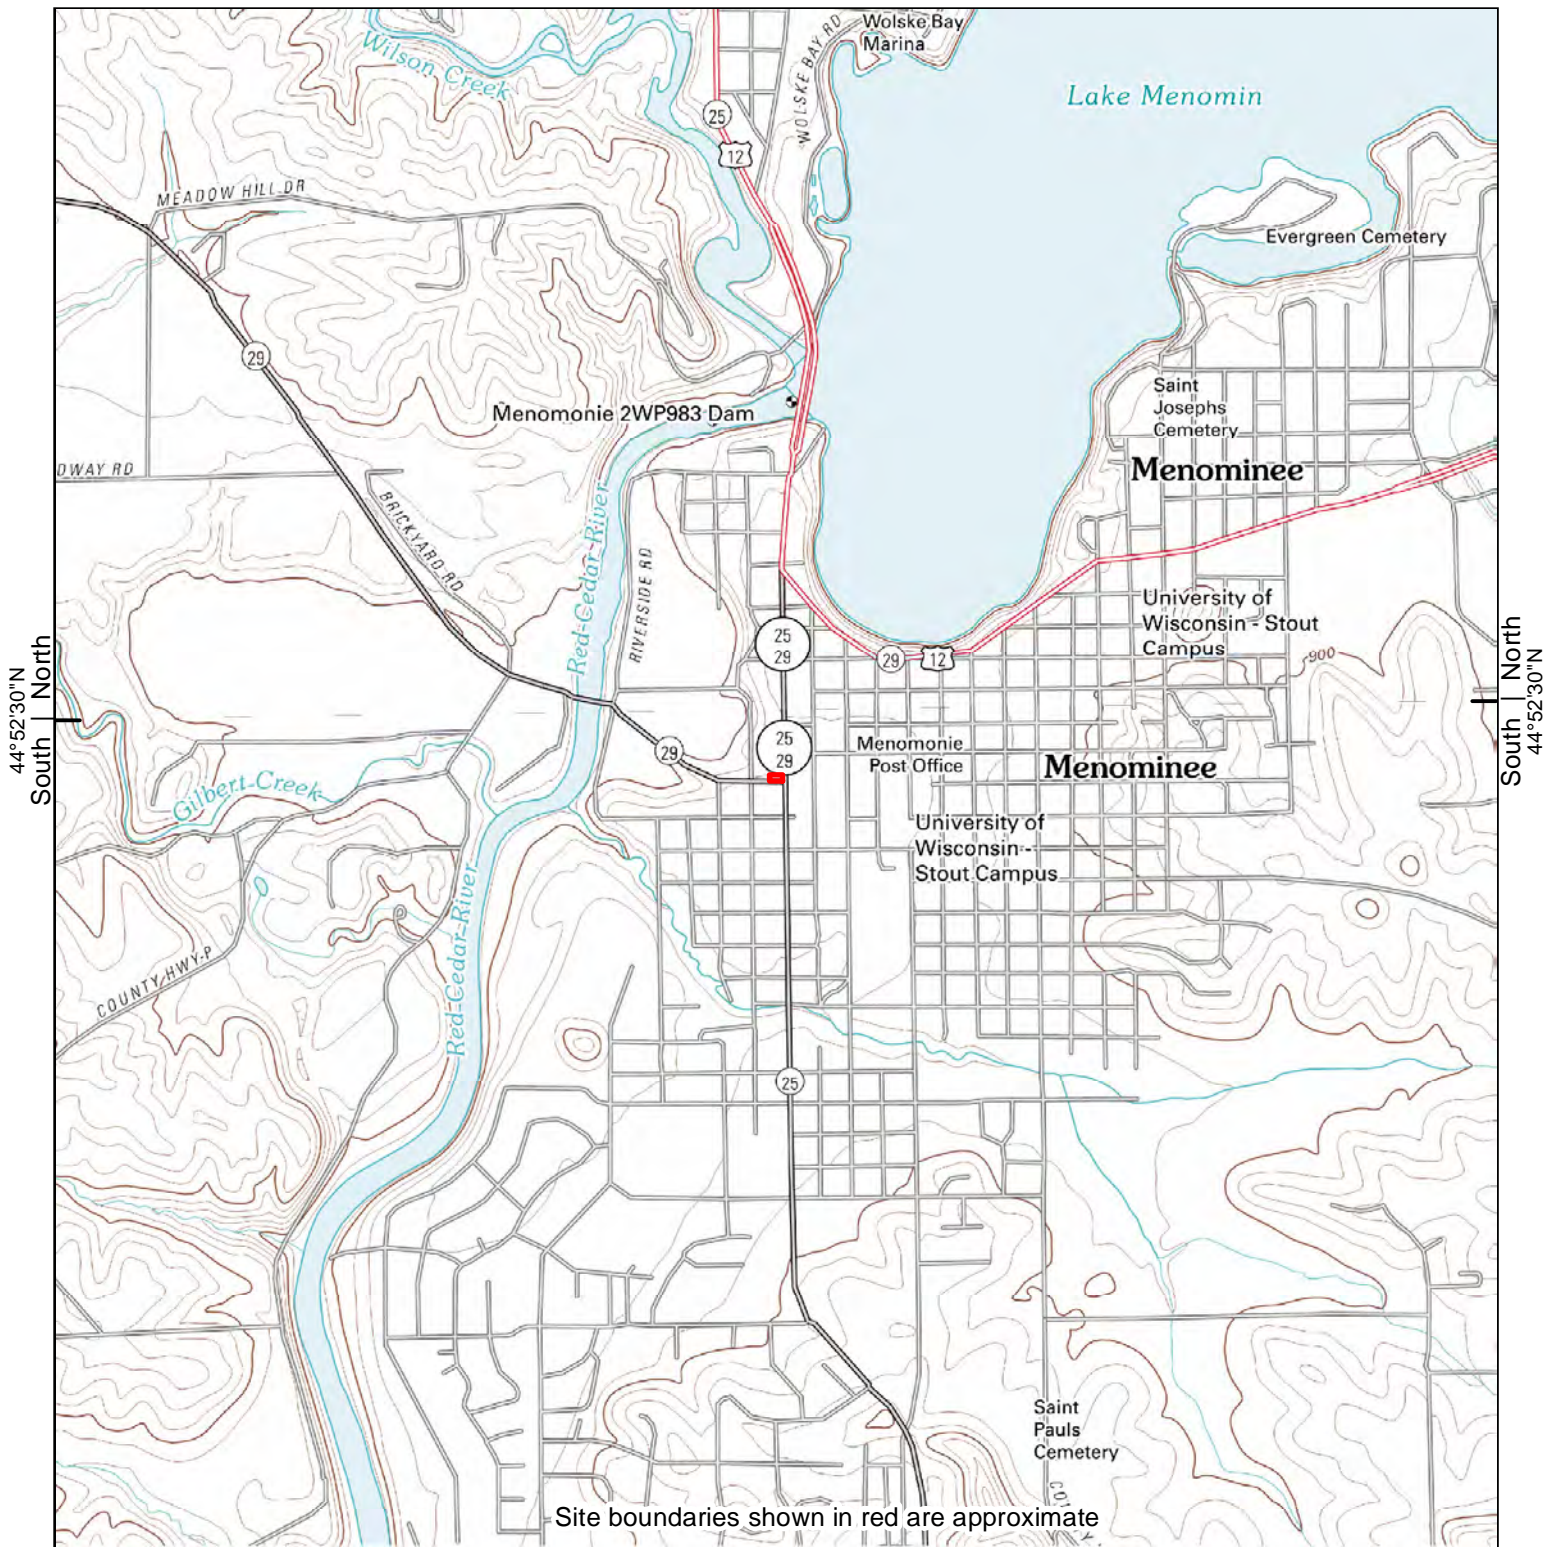 Wolske Bay
Marina
WOLSKE BAY RD
Wilson Creek
Lake Menomin
25
12
MEADOW HILL DR
Evergreen Cemetery
29
Menomonie 2WP983 Dam
Saint
Josephs
Cemetery
Menominee
DWAY RD
BRICKYARD RD
Red Cedar River
RIVERSIDE RD
University of
Wisconsin - Stout
Campus
25
29
29
12
900
44°52'30"N
South | North
South | North
44°52'30"N
29
25
29
Menomonie
Post Office
Menominee
Gilbert Creek
University of
Wisconsin -
Stout Campus
Red Cedar River
COUNTY HWY P
25
Saint
Pauls
Cemetery
Site boundaries shown in red are approximate